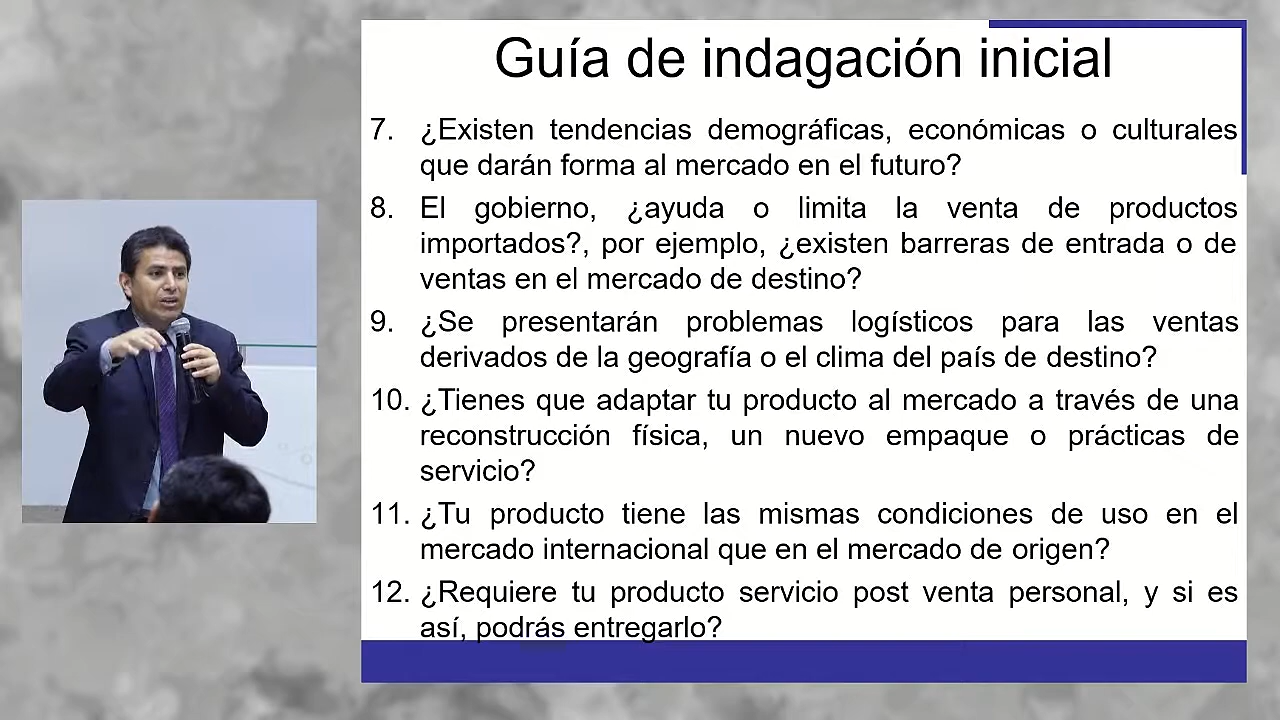 Guía de indagación inicial
7. ¿Existen tendencias demográficas, económicas o culturales
que darán forma al mercado en el futuro?
8. El gobierno, ¿ayuda o limita la venta de productos
importados?, por ejemplo, ¿existen barreras de entrada o de
ventas en el mercado de destino?
9. ¿Se presentarán problemas logísticos para las ventas
derivados de la geografía o el clima del país de destino?
10. ¿Tienes que adaptar tu producto al mercado a través de una
reconstrucción física, un nuevo empaque o prácticas de
servicio?
11. ¿Tu producto tiene las mismas condiciones de uso en el
mercado internacional que en el mercado de origen?
12. ¿Requiere tu producto servicio post venta personal, y si es
así, podrás entregarlo?